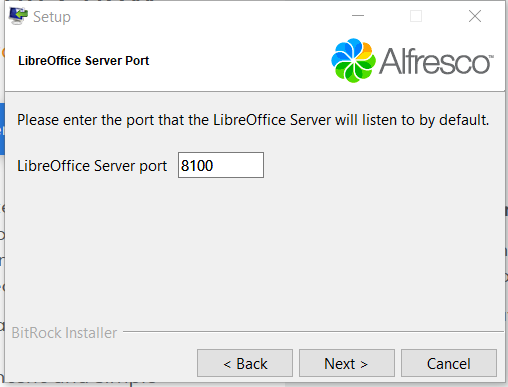 Setup
LibreOffice Server Port
Alfresco™
Please enter the port that the LibreOffice Server will listen to by default.
LibreOffice Server port 8100
BitRock Installer
< Back Next > Cancel